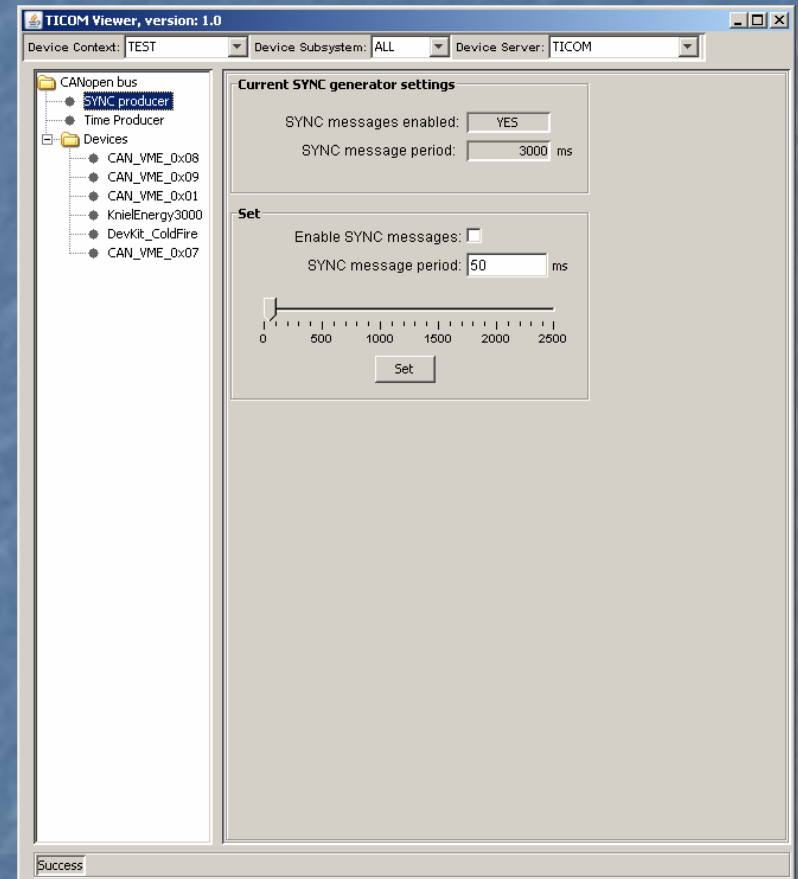 TICOM Viewer, version: 1.0
Device Context: TEST Device Subsystem: ALL Device Server: TICOM
CANopen bus
SYNC producer
Time Producer
Devices
CAN_VME_0x08
CAN_VME_0x09
CAN_VME_0x01
KnielEnergy3000
DevKit_ColdFire
CAN_VME_0x07
Current SYNC generator settings
SYNC messages enabled: YES
SYNC message period: 3000 ms
Set
Enable SYNC messages:
SYNC message period: 50 ms
0 500 1000 1500 2000 2500
Set
Success